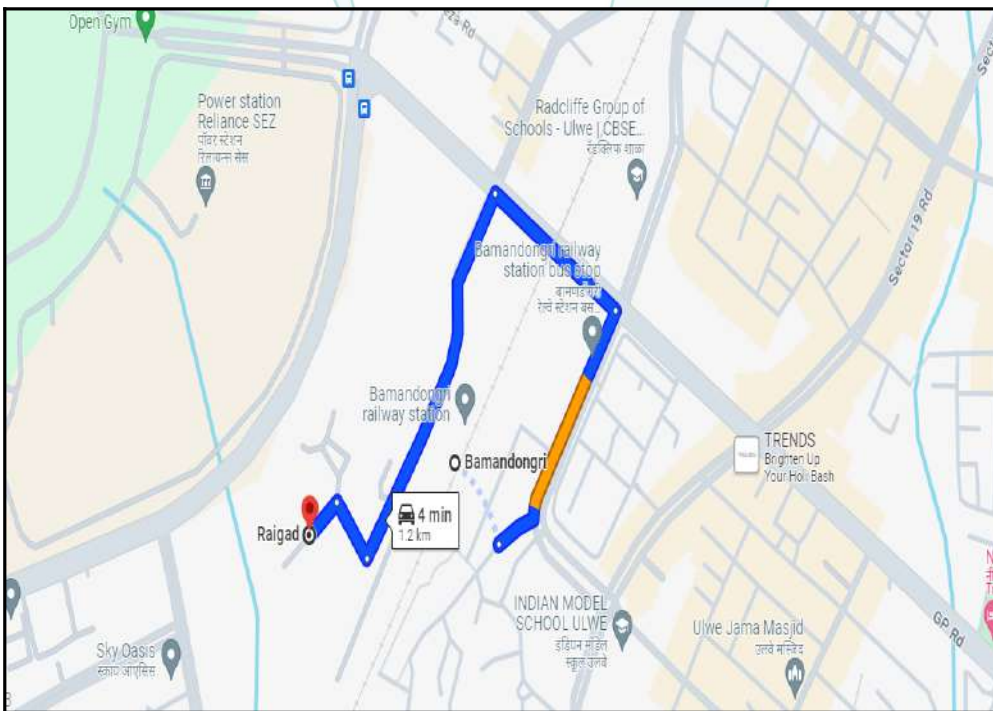 Open Gym
Power station
Reliance SEZ
पॉवर स्टेशन
रिलायन्स सेस
Radcliffe Group of
Schools - Ulwe | CBSE...
रॅडक्लिफ शाळा
Sector 19 Rd
Bamandongri railway
station bus stop
रेल्वे स्टेशन बस...
Bamandongri
railway station
Bamandongri
TRENDS
Brighten Up
Your Holi Bash
4 min
1.2 km
Raigad
INDIAN MODEL
SCHOOL ULWE
इंडियन मॉडेल
स्कूल उलवे
Ulwe Jama Masjid
उलवे मस्जिद
GP Rd
Sky Oasis
स्काय ओएसिस